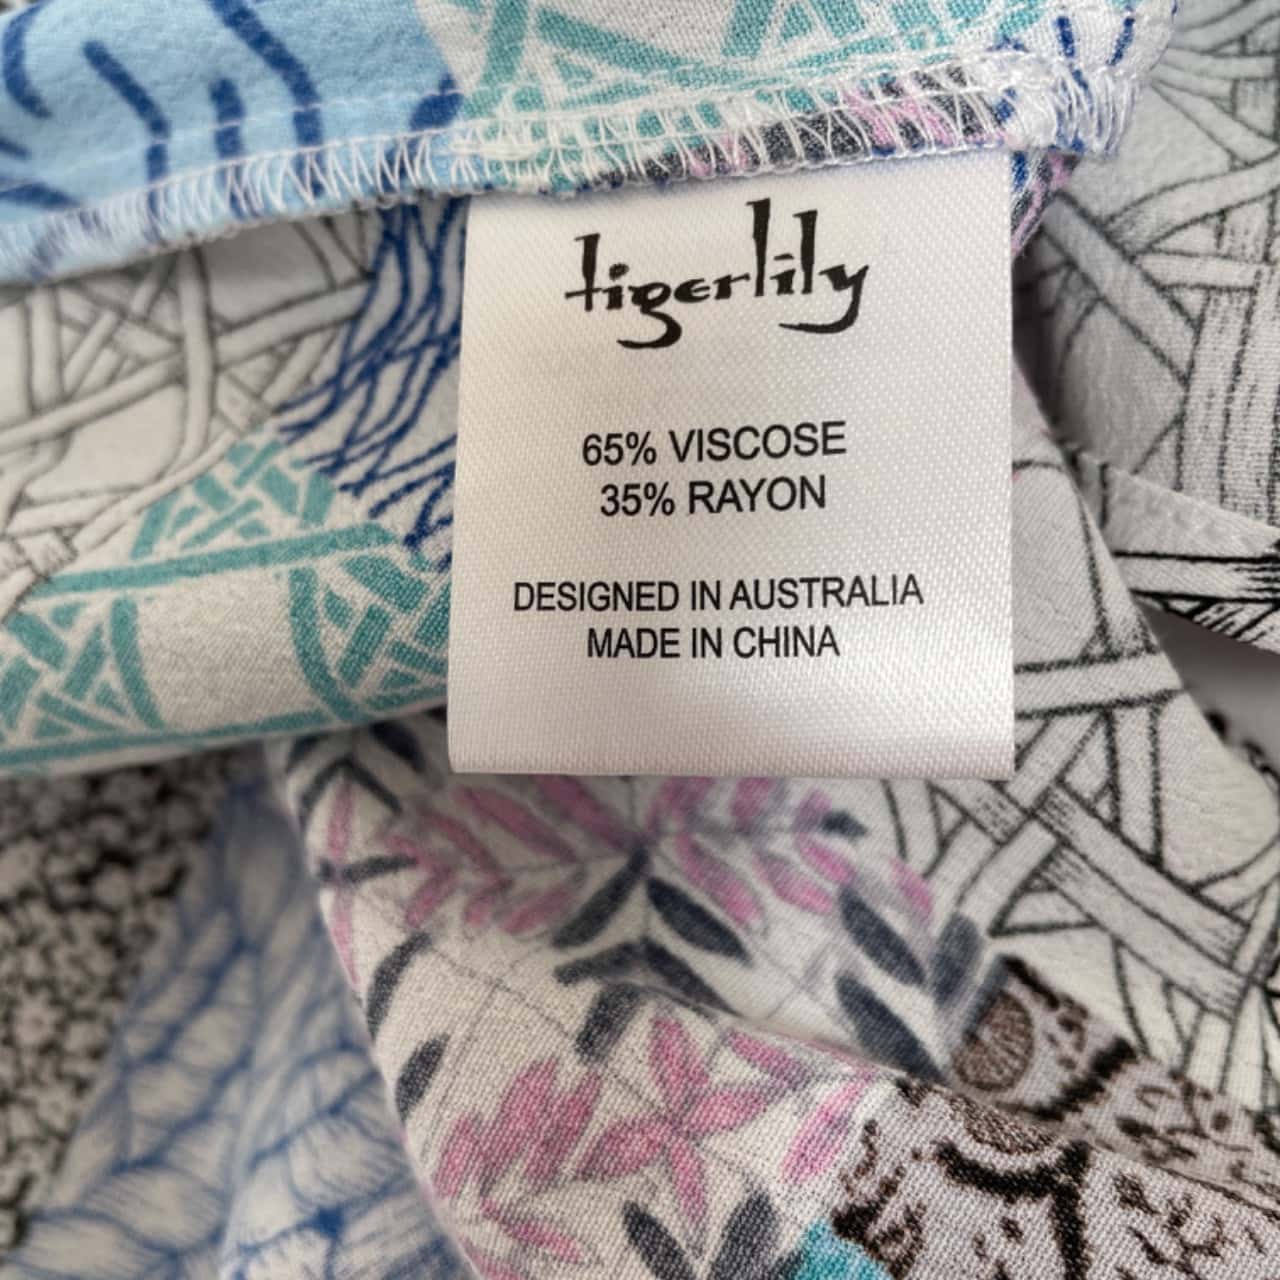 tigerlily
65% VISCOSE
35% RAYON
DESIGNED IN AUSTRALIA
MADE IN CHINA